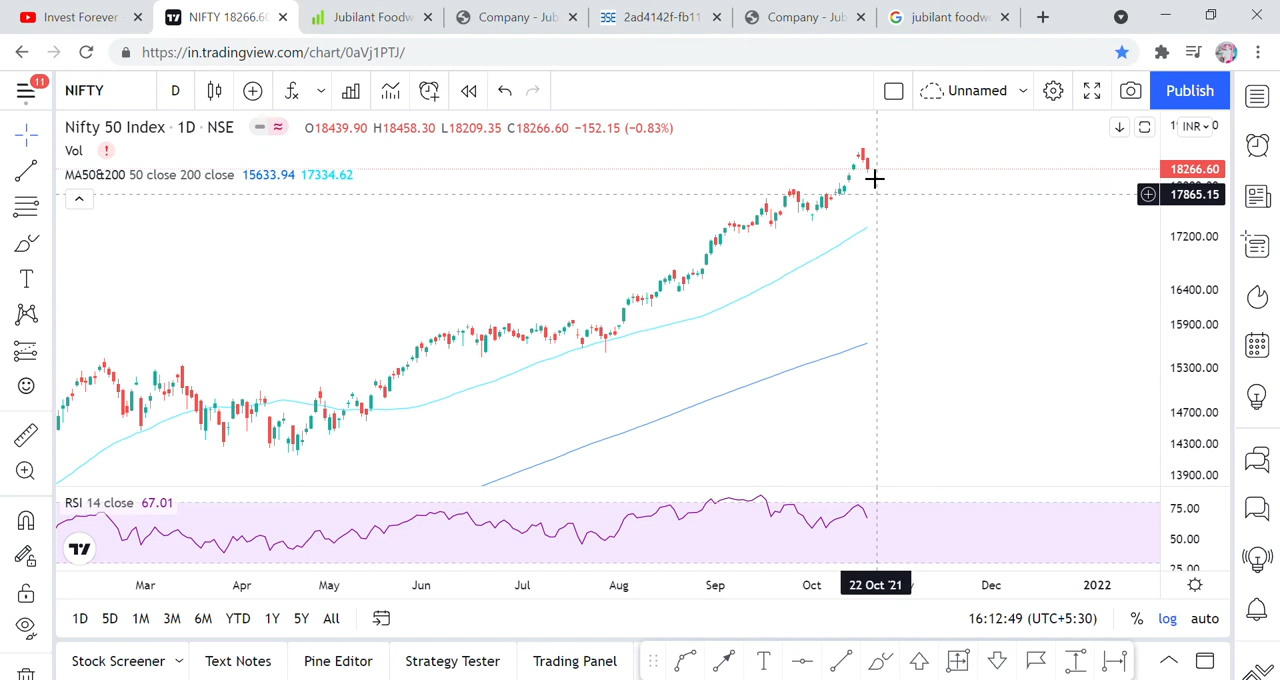 Invest Forever
NIFTY 18266.60
Jubilant Foodw
Company - Jub
2ad4142f-fb11
Company - Jub
jubilant foodw
https://in.tradingview.com/chart/0aVj1PTJ/
11
NIFTY
D
Unnamed
Publish
Nifty 50 Index · 1D · NSE
O18439.90 H18458.30 L18209.35 C18266.60 −152.15 (−0.83%)
INR
Vol
MA50&200 50 close 200 close 15633.94 17334.62
18266.60
17865.15
17200.00
16400.00
15900.00
15300.00
14700.00
14300.00
13900.00
RSI 14 close 67.01
75.00
50.00
25.00
Mar Apr May Jun Jul Aug Sep Oct 22 Oct '21 Dec 2022
1D 5D 1M 3M 6M YTD 1Y 5Y All
16:12:49 (UTC+5:30) % log auto
Stock Screener Text Notes Pine Editor Strategy Tester Trading Panel